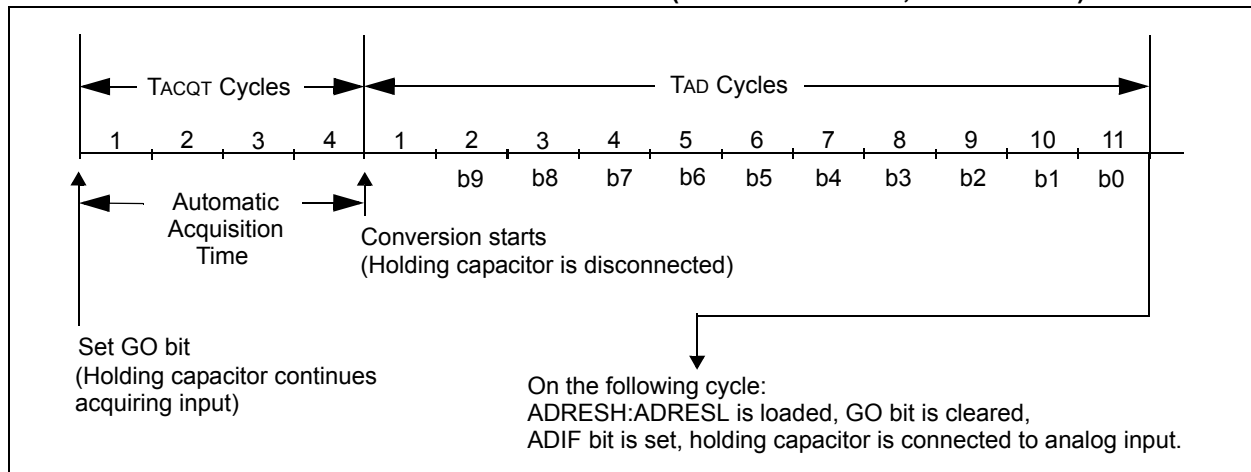 TACQT Cycles
TAD Cycles
1 2 3 4 1 2 3 4 5 6 7 8 9 10 11
b9 b8 b7 b6 b5 b4 b3 b2 b1 b0
Automatic
Acquisition
Time
Conversion starts
(Holding capacitor is disconnected)
Set GO bit
(Holding capacitor continues
acquiring input)
On the following cycle:
ADRESH:ADRESL is loaded, GO bit is cleared,
ADIF bit is set, holding capacitor is connected to analog input.